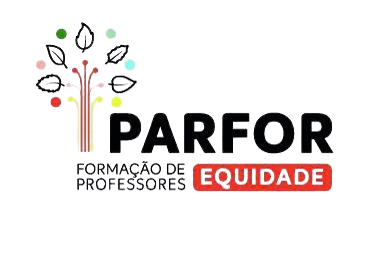 PARFOR
FORMAÇÃO DE
PROFESSORES
EQUIDADE